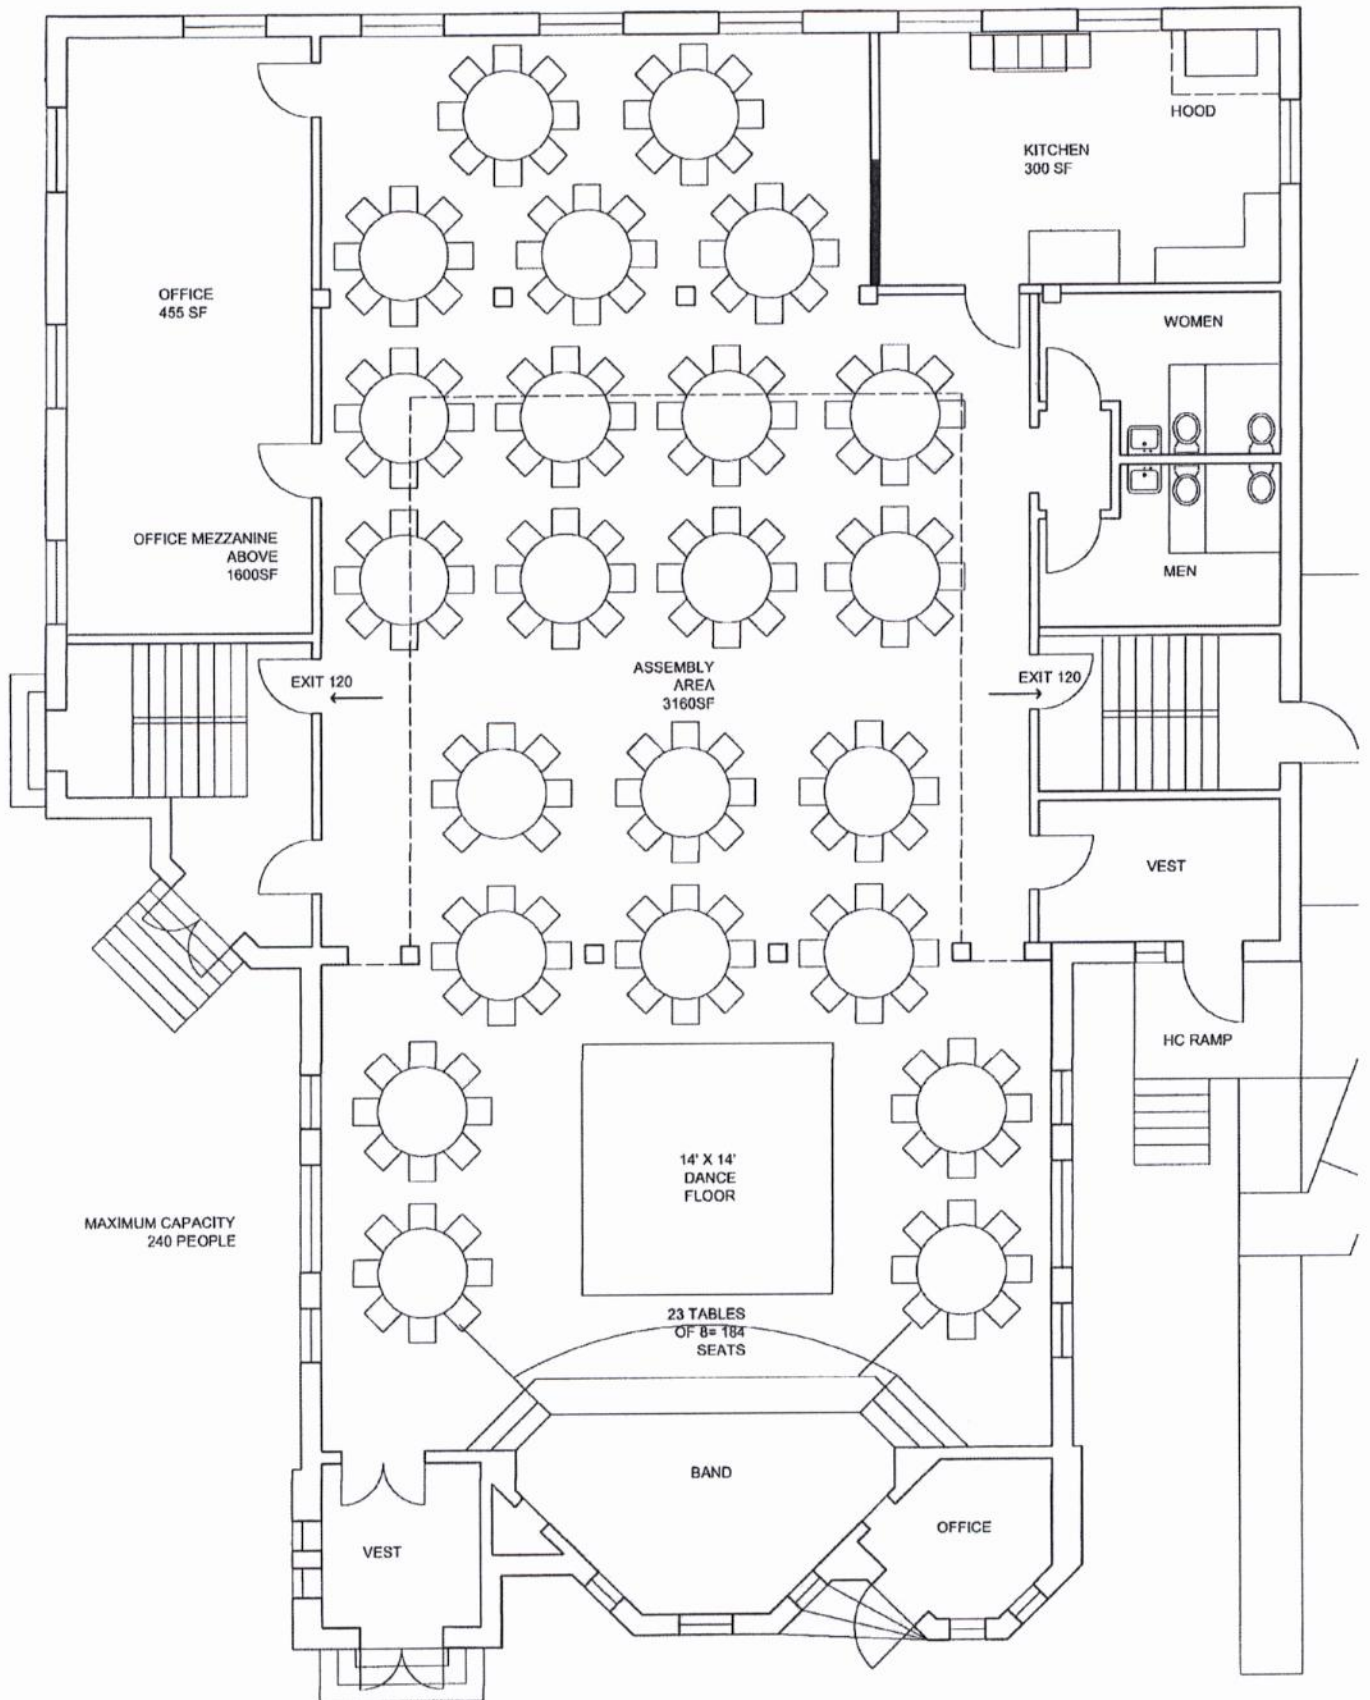 HOOD
KITCHEN
300 SF
OFFICE
455 SF
WOMEN
OFFICE MEZZANINE
ABOVE
1600SF
MEN
ASSEMBLY
AREA
3160SF
EXIT 120
EXIT 120
VEST
HC RAMP
14' X 14'
DANCE
FLOOR
MAXIMUM CAPACITY
240 PEOPLE
23 TABLES
OF 8= 184
SEATS
BAND
OFFICE
VEST